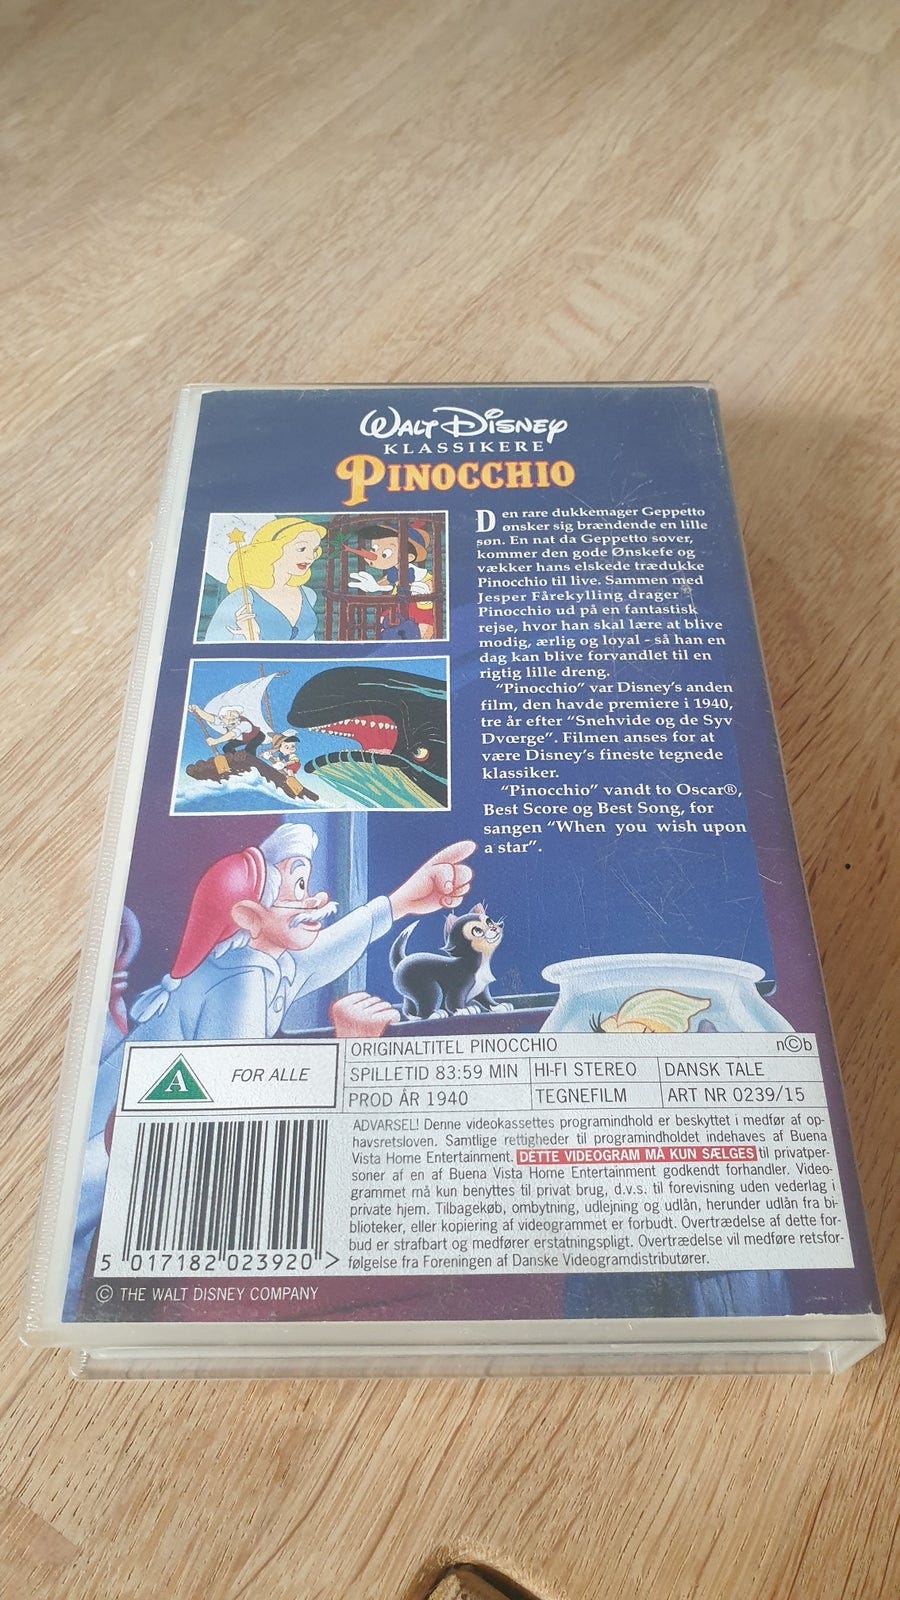 WALT DISNEY
KLASSIKERE
PINOCCHIO
Den rare dukkemager Geppetto
ønsker sig brændende en lille
søn. En nat da Geppetto sover,
kommer den gode Ønskefe og
vækker hans elskede trædukke
Pinocchio til live. Sammen med
Jesper Fårekylling drager
Pinocchio ud på en fantastisk
rejse, hvor han skal lære at blive
modig, ærlig og loyal - så han en
dag kan blive forvandlet til en
rigtig lille dreng.
"Pinocchio" var Disney's anden
film, den havde premiere i 1940,
tre år efter "Snehvide og de Syv
Dværge". Filmen anses for at
være Disney's fineste tegnede
klassiker.
"Pinocchio" vandt to Oscar®,
Best Score og Best Song, for
sangen "When you wish upon
a star".
A FOR ALLE
ORIGINALTITEL PINOCCHIO n©b
SPILLETID 83:59 MIN HI-FI STEREO DANSK TALE
PROD ÅR 1940 TEGNEFILM ART NR 0239/15
ADVARSEL! Denne videokassettes programindhold er beskyttet i medfør af op-
havsretsloven. Samtlige rettigheder til programindholdet indehaves af Buena
Vista Home Entertainment. DETTE VIDEOGRAM MÅ KUN SÆLGES til privatper-
soner af en af Buena Vista Home Entertainment godkendt forhandler. Video-
grammet må kun benyttes til privat brug, d.v.s. til forevisning uden vederlag i
private hjem. Tilbagekøb, ombytning, udlejning og udlån, herunder udlån fra bi-
blioteker, eller kopiering af videogrammet er forbudt. Overtrædelse af dette for-
bud er strafbart og medfører erstatningspligt. Overtrædelse vil medføre retsfor-
følgelse fra Foreningen af Danske Videogramdistributører.
5 017182 023920 >
© THE WALT DISNEY COMPANY